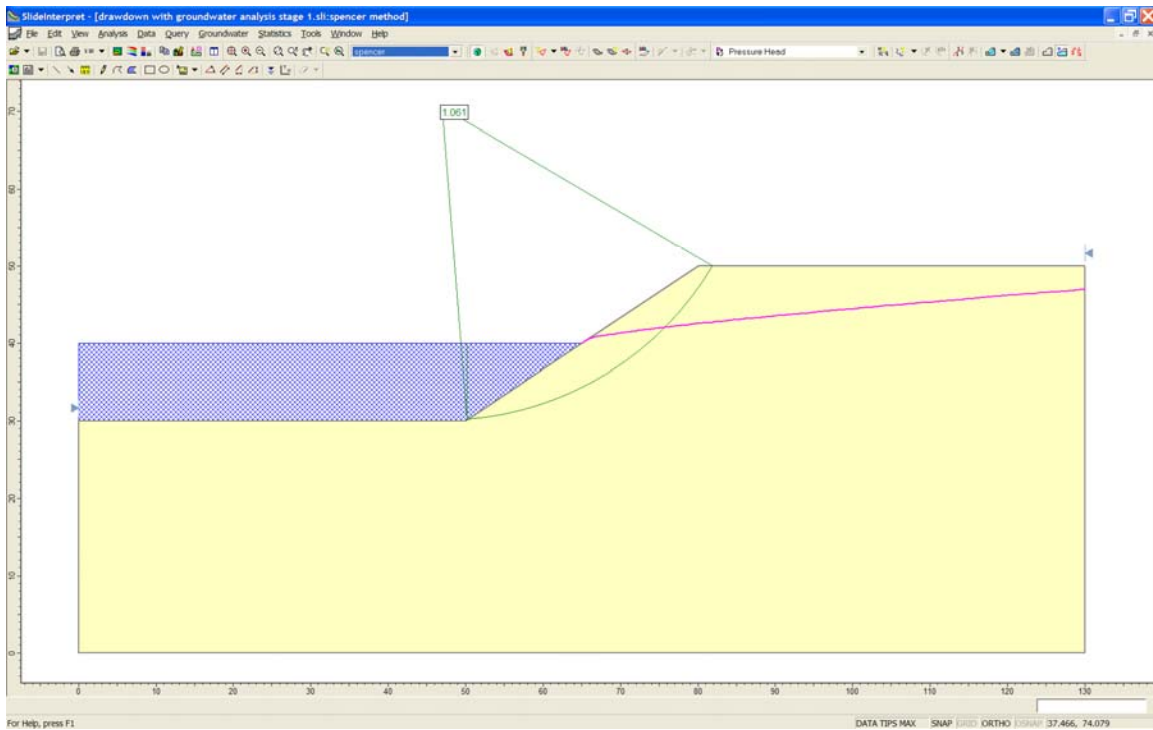 SlideInterpret - [drawdown with groundwater analysis stage 1.sli:spencer method]
File Edit View Analysis Data Query Groundwater Statistics Tools Window Help
spencer Pressure Head
1.061
70
60
50
40
30
20
10
0
0 10 20 30 40 50 60 70 80 90 100 110 120 130
For Help, press F1 DATA TIPS MAX SNAP GRID ORTHO OSNAP 37.466, 74.079